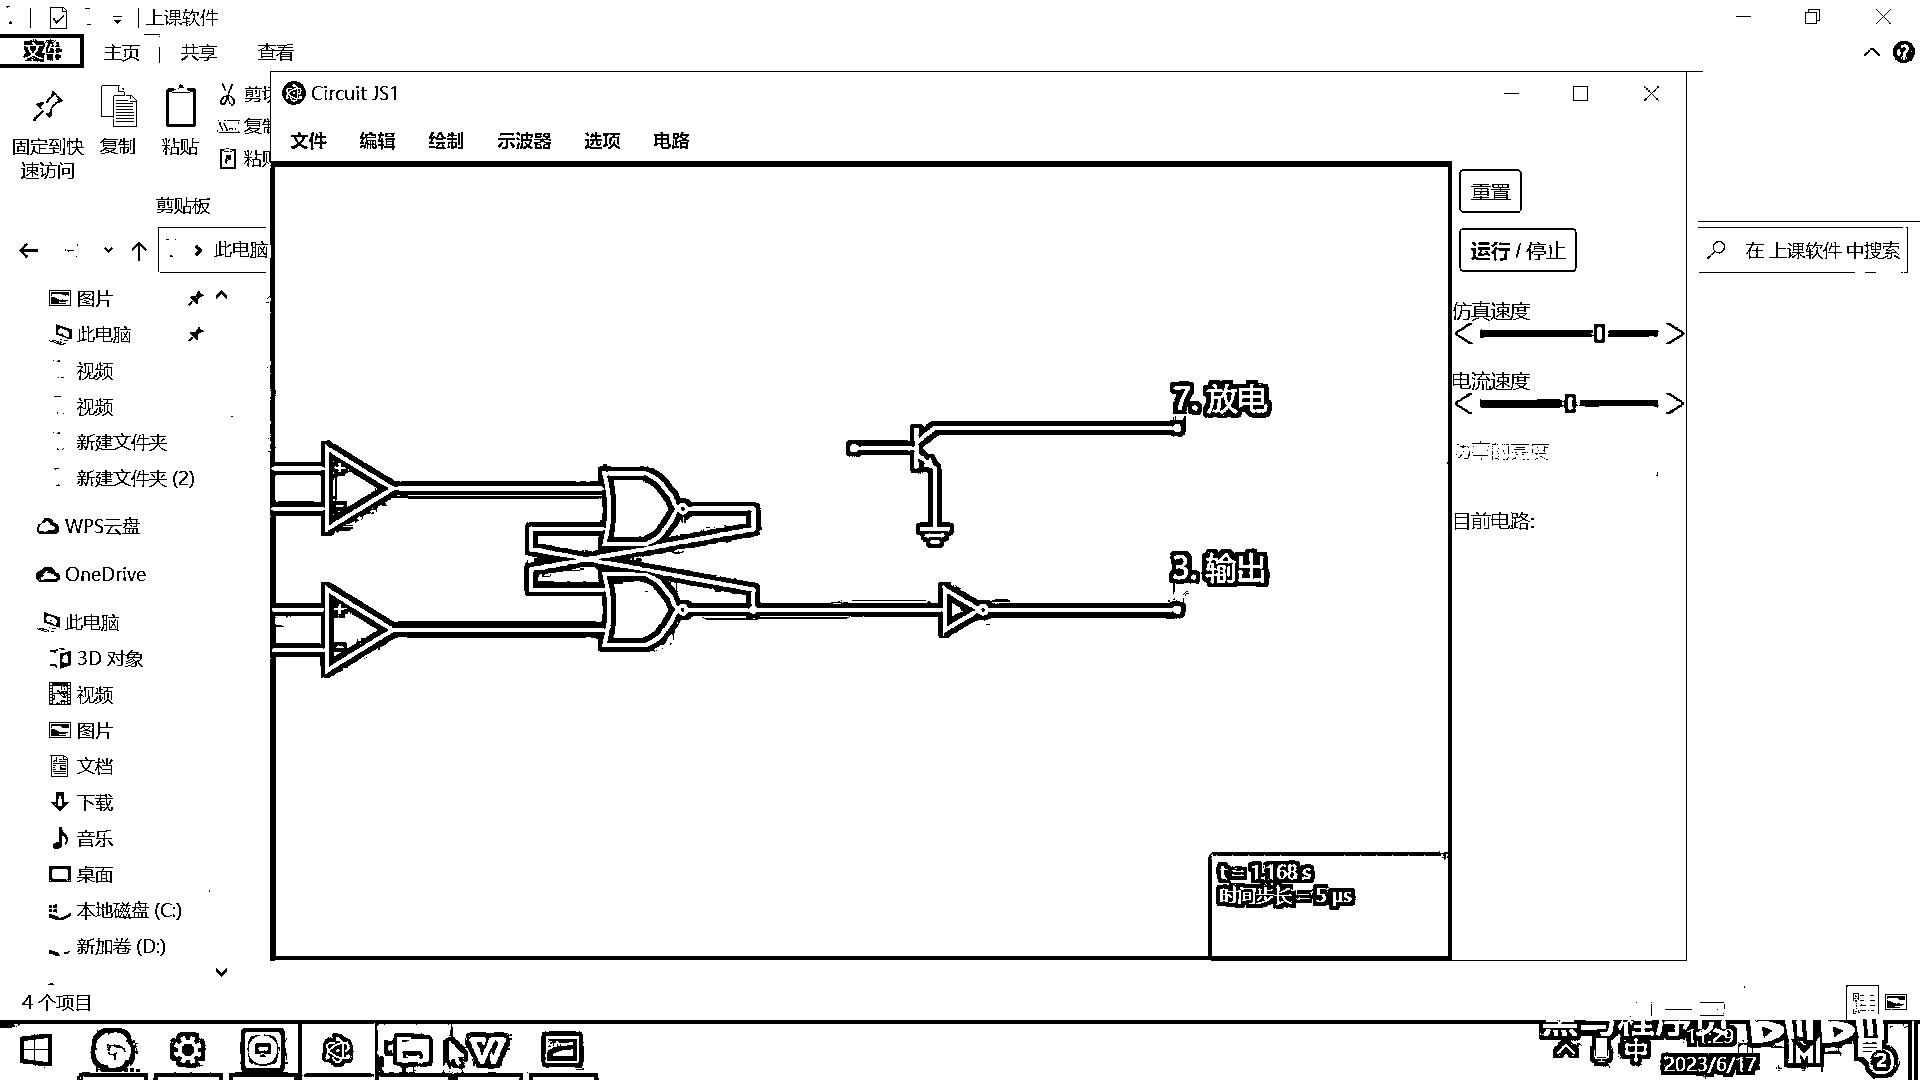 上课软件
文件 主页 共享 查看
固定到快
速访问
复制
粘贴
剪贴板
此电脑
在 上课软件 中搜索
图片
此电脑
视频
视频
新建文件夹
新建文件夹 (2)
WPS云盘
OneDrive
此电脑
3D 对象
视频
图片
文档
下载
音乐
桌面
本地磁盘 (C:)
新加卷 (D:)
4 个项目
Circuit JS1
文件 编辑 绘制 示波器 选项 电路
7. 放电
3. 输出
t = 1.168 s
时间步长 = 5 µs
重置
运行 / 停止
仿真速度
电流速度
目前电路:
中
11:29
2023/6/17
2